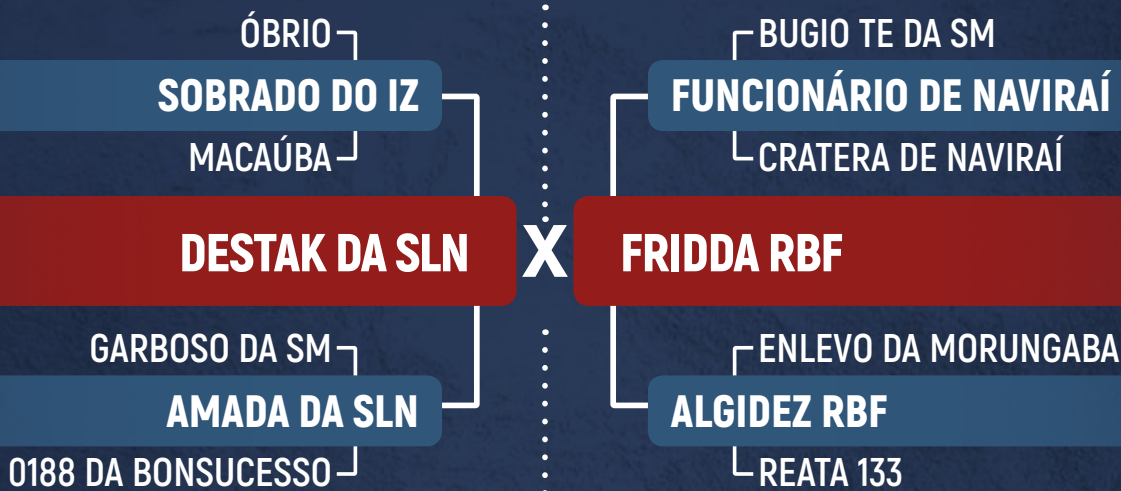 ÓBRIO
SOBRADO DO IZ
MACAÚBA
DESTAK DA SLN
GARBOSO DA SM
AMADA DA SLN
0188 DA BONSUCESSO
X
BUGIO TE DA SM
FUNCIONÁRIO DE NAVIRAÍ
CRATERA DE NAVIRAÍ
FRIDDA RBF
ENLEVO DA MORUNGABA
ALGIDEZ RBF
REATA 133